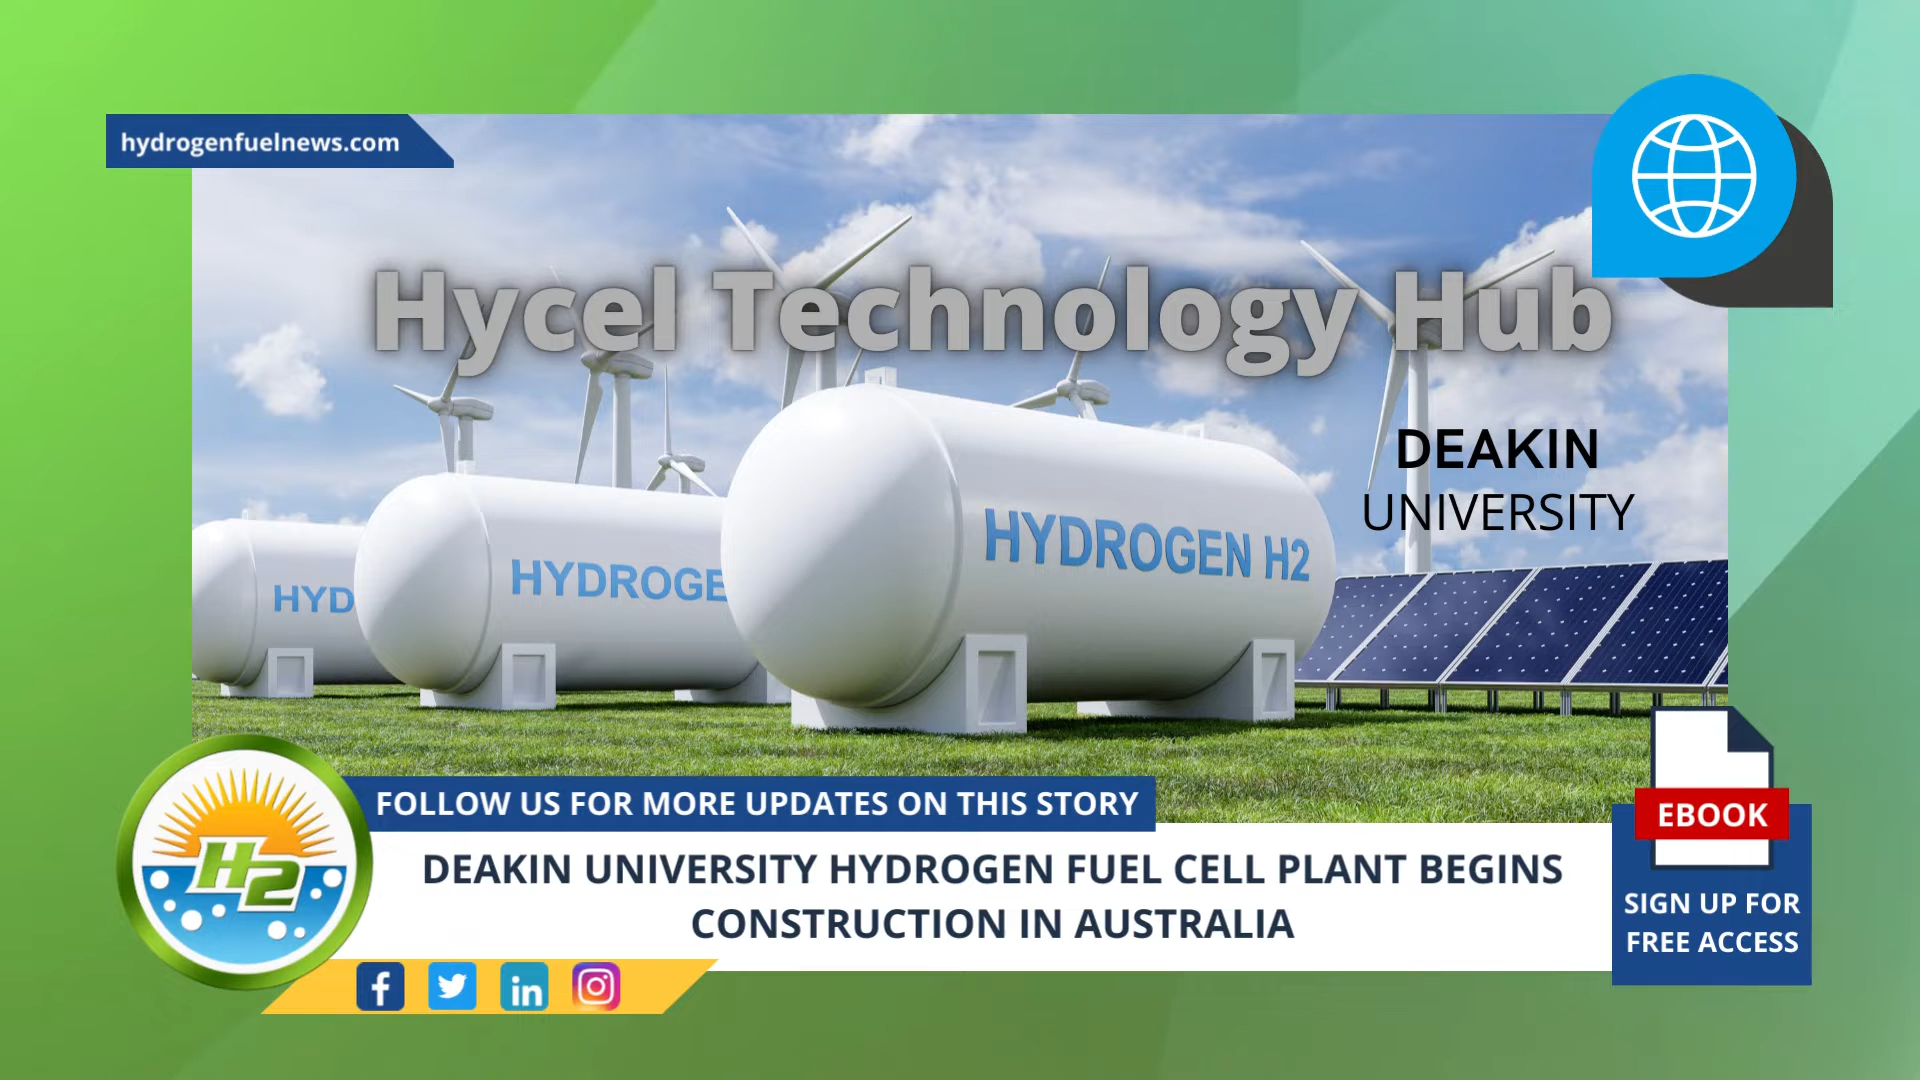 hydrogenfuelnews.com
Hycel Technology Hub
DEAKIN
UNIVERSITY
HYD
HYDROGE
HYDROGEN H2
FOLLOW US FOR MORE UPDATES ON THIS STORY
H2
DEAKIN UNIVERSITY HYDROGEN FUEL CELL PLANT BEGINS
CONSTRUCTION IN AUSTRALIA
EBOOK
SIGN UP FOR
FREE ACCESS
f
in